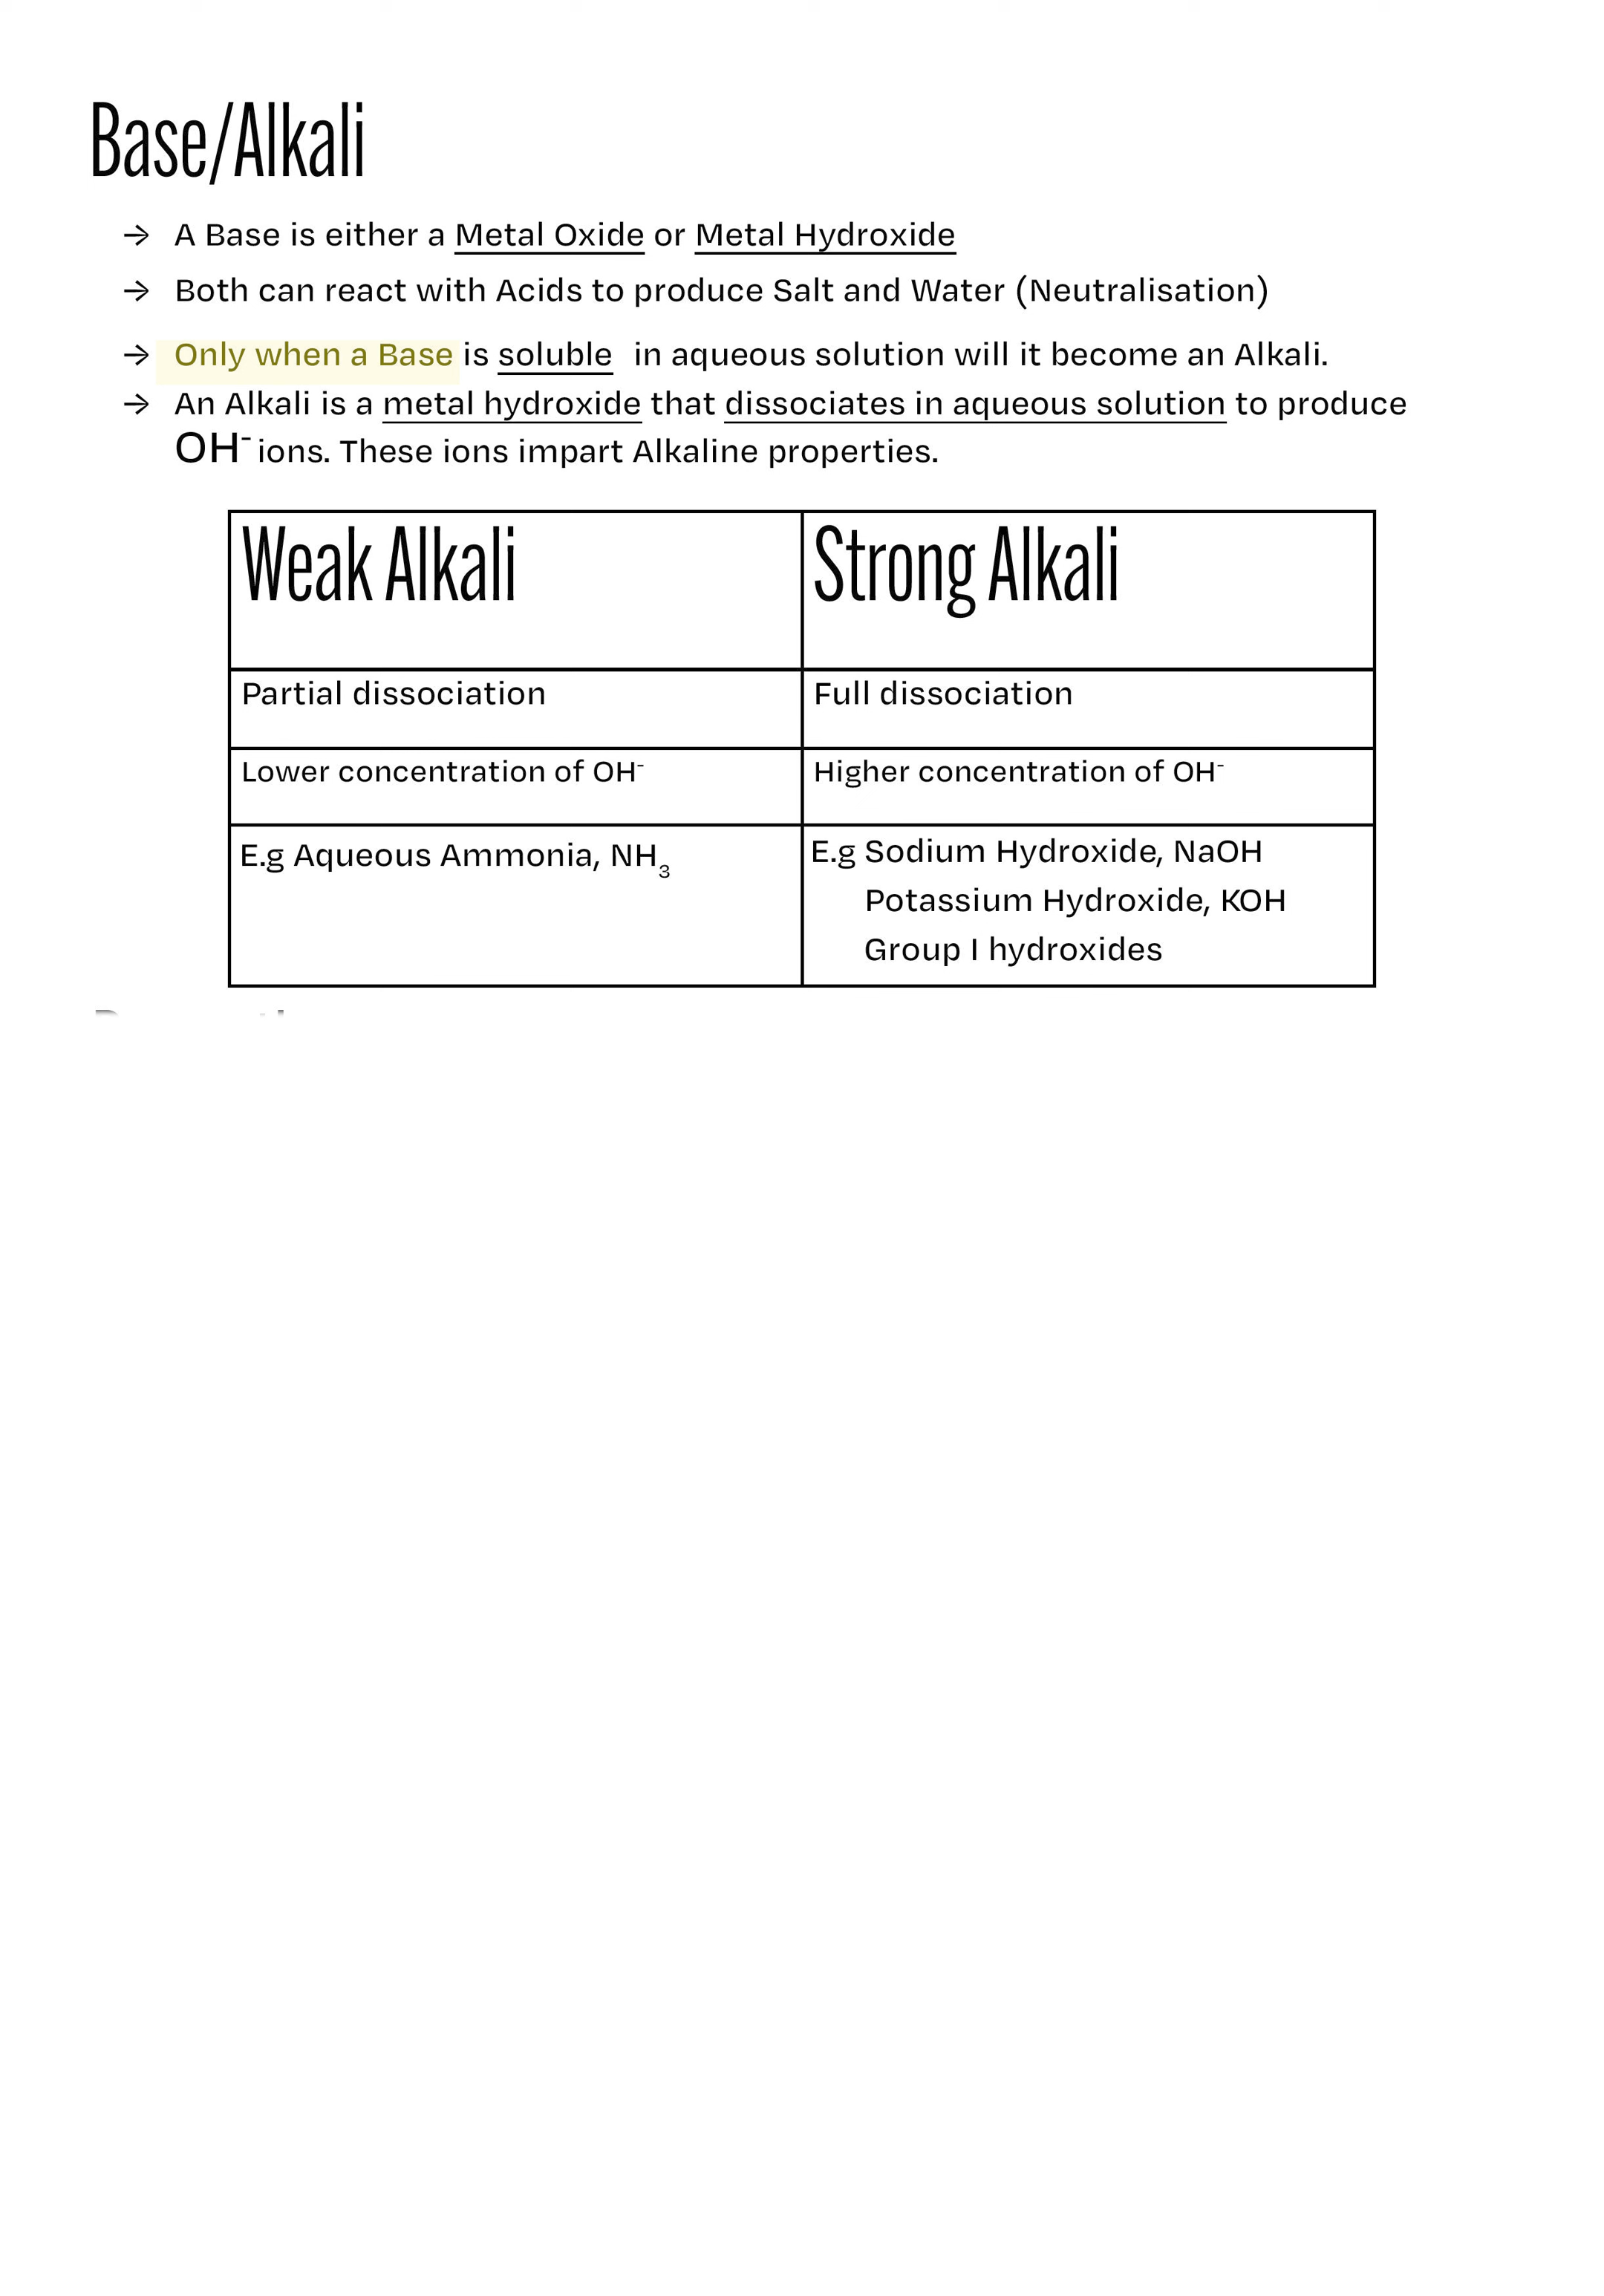 Base/Alkali
→ A Base is either a Metal Oxide or Metal Hydroxide
→ Both can react with Acids to produce Salt and Water (Neutralisation)
→ Only when a Base is soluble in aqueous solution will it become an Alkali.
→ An Alkali is a metal hydroxide that dissociates in aqueous solution to produce
OH⁻ ions. These ions impart Alkaline properties.
Weak Alkali
Strong Alkali
Partial dissociation
Full dissociation
Lower concentration of OH⁻
Higher concentration of OH⁻
E.g Aqueous Ammonia, NH₃
E.g Sodium Hydroxide, NaOH
Potassium Hydroxide, KOH
Group I hydroxides